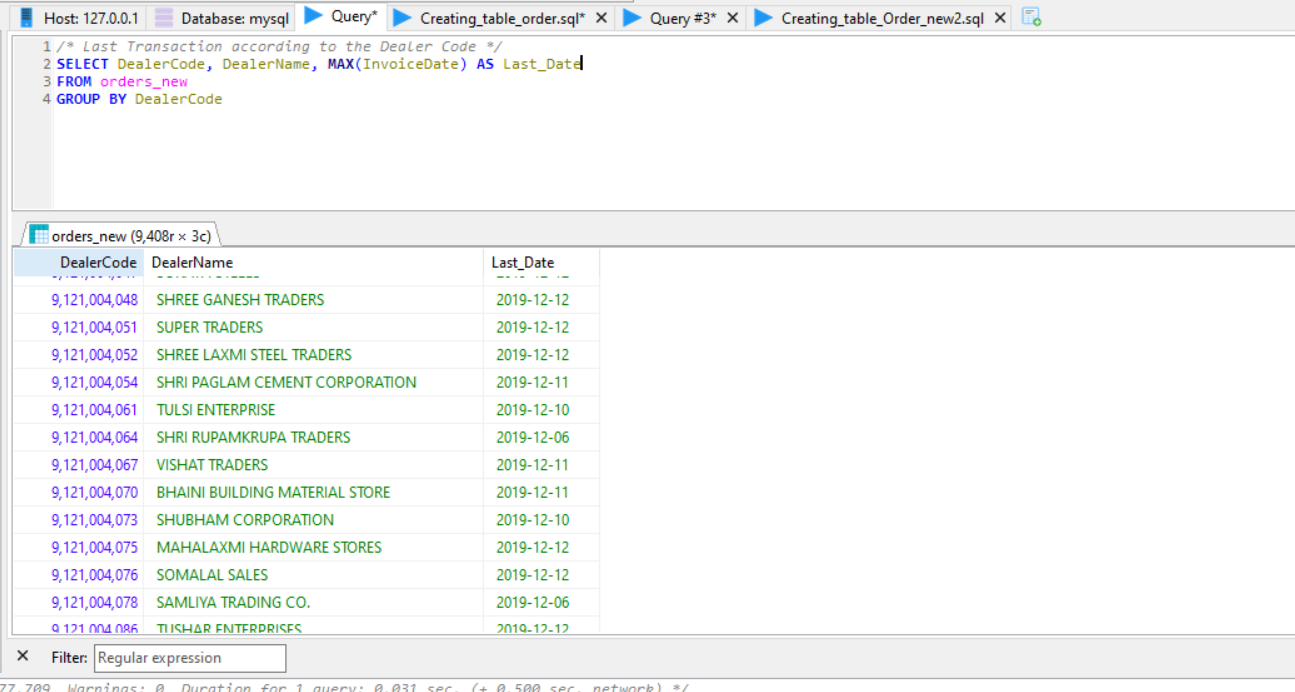 Host: 127.0.0.1 Database: mysql Query* Creating_table_order.sql* Query #3* Creating_table_Order_new2.sql
1 /* Last Transaction according to the Dealer Code */
2 SELECT DealerCode, DealerName, MAX(InvoiceDate) AS Last_Date
3 FROM orders_new
4 GROUP BY DealerCode
orders_new (9,408r × 3c)
DealerCode DealerName Last_Date
9,121,004,048 SHREE GANESH TRADERS 2019-12-12
9,121,004,051 SUPER TRADERS 2019-12-12
9,121,004,052 SHREE LAXMI STEEL TRADERS 2019-12-12
9,121,004,054 SHRI PAGLAM CEMENT CORPORATION 2019-12-11
9,121,004,061 TULSI ENTERPRISE 2019-12-10
9,121,004,064 SHRI RUPAMKRUPA TRADERS 2019-12-06
9,121,004,067 VISHAT TRADERS 2019-12-11
9,121,004,070 BHAINI BUILDING MATERIAL STORE 2019-12-11
9,121,004,073 SHUBHAM CORPORATION 2019-12-10
9,121,004,075 MAHALAXMI HARDWARE STORES 2019-12-12
9,121,004,076 SOMALAL SALES 2019-12-12
9,121,004,078 SAMLIYA TRADING CO. 2019-12-06
9,121,004,086 TUSHAR ENTERPRISES 2019-12-12
Filter: Regular expression
77,709 Warnings: 0 Duration for 1 query: 0.031 sec. (+ 0.500 sec. network) */